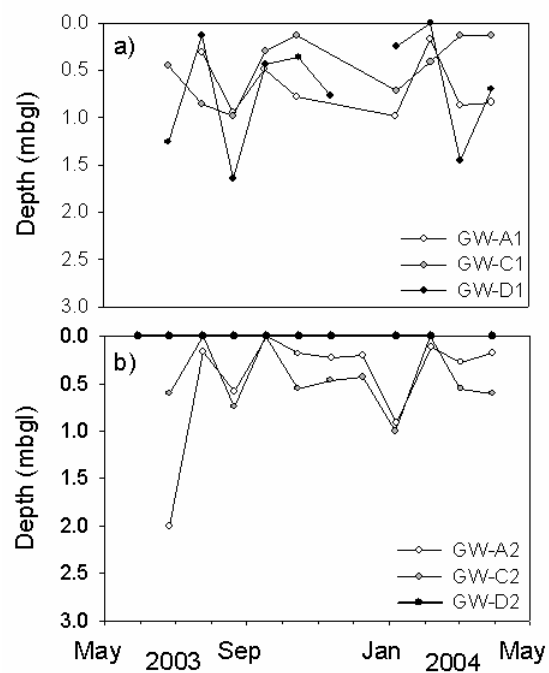 0.0
a)
0.5
1.0
1.5
2.0
2.5
3.0
Depth (mbgl)
GW-A1
GW-C1
GW-D1
0.0
b)
0.5
1.0
1.5
2.0
2.5
3.0
Depth (mbgl)
GW-A2
GW-C2
GW-D2
May Sep Jan May
2003 2004